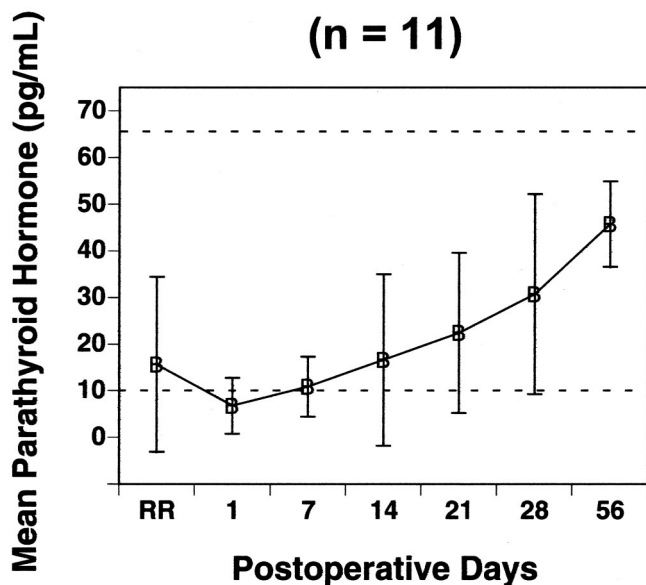 (n = 11)
Mean Parathyroid Hormone (pg/mL)
70
60
50
40
30
20
10
0
B
B
B
B
B
B
B
RR 1 7 14 21 28 56
Postoperative Days